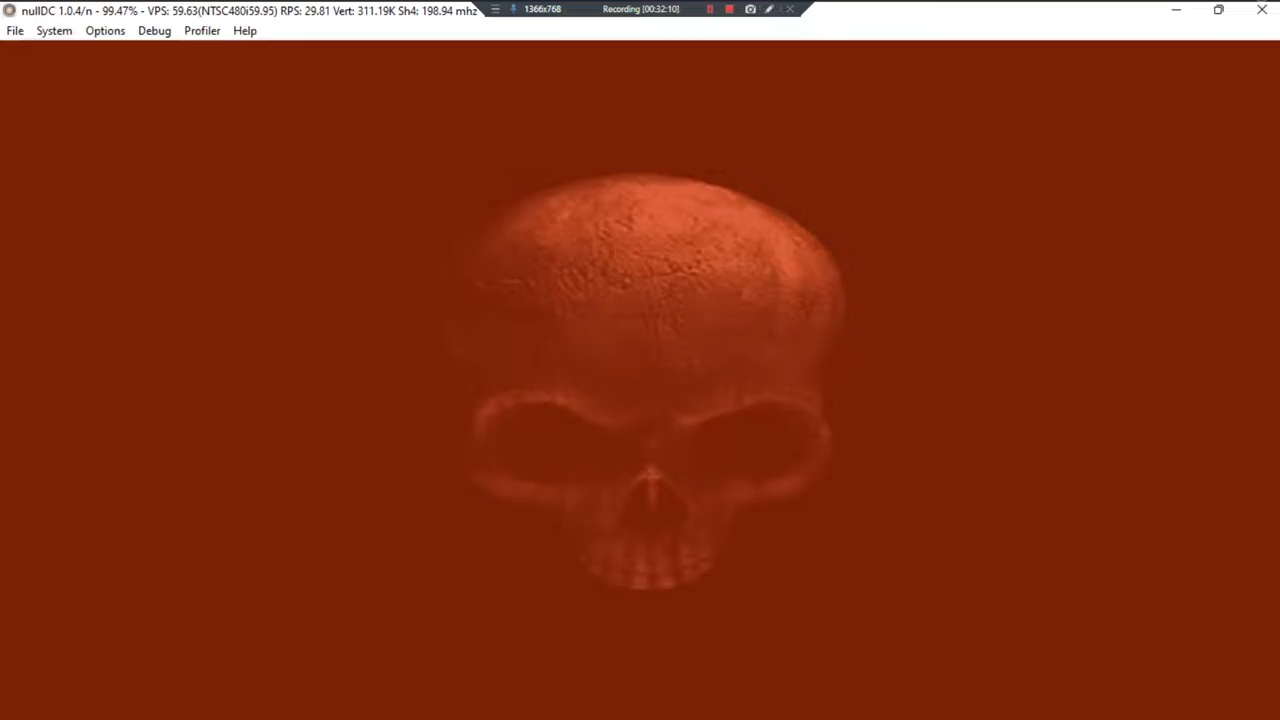 nullDC 1.0.4/n - 99.47% - VPS: 59.63(NTSC480i59.95) RPS: 29.81 Vert: 311.19K Sh4: 198.94 mhz
1366x768 Recording [00:32:10]
File System Options Debug Profiler Help